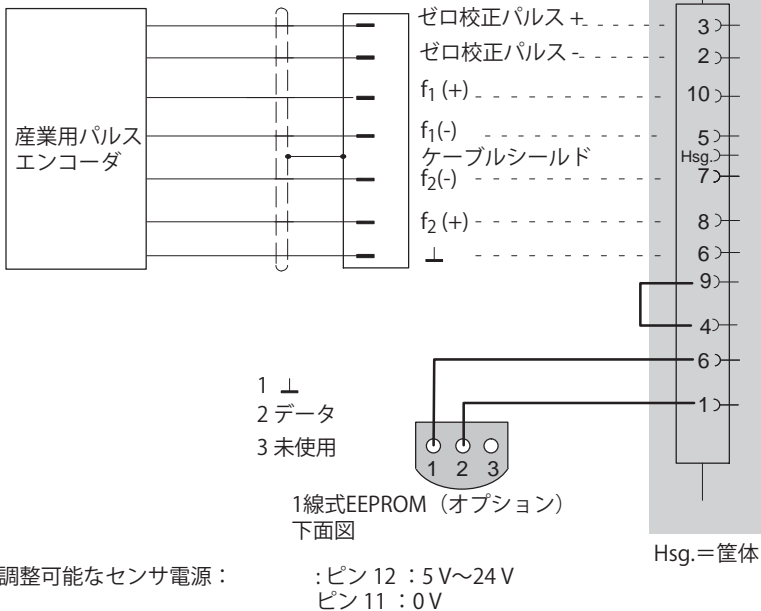 産業用パルス
エンコーダ
ゼロ校正パルス +
ゼロ校正パルス -
f1 (+)
f1(-)
ケーブルシールド
f2(-)
f2 (+)
⊥
3
2
10
5
Hsg.
7
8
6
9
4
6
1
1 ⊥
2 データ
3 未使用
1 2 3
1線式EEPROM（オプション）
下面図
Hsg.＝筐体
調整可能なセンサ電源： : ピン 12 ：5 V～24 V
ピン 11 ：0 V